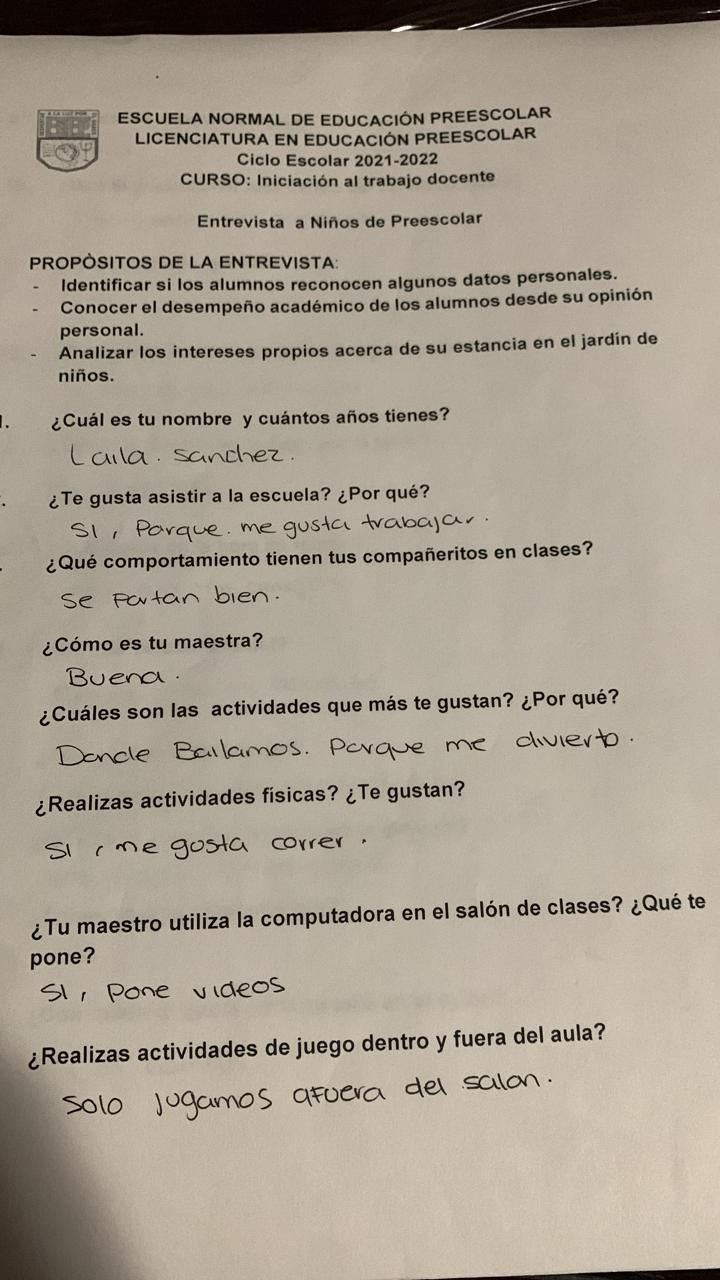 ESCUELA NORMAL DE EDUCACIÓN PREESCOLAR
LICENCIATURA EN EDUCACIÓN PREESCOLAR
Ciclo Escolar 2021-2022
CURSO: Iniciación al trabajo docente
Entrevista a Niños de Preescolar
PROPÒSITOS DE LA ENTREVISTA:
- Identificar si los alumnos reconocen algunos datos personales.
- Conocer el desempeño académico de los alumnos desde su opinión
personal.
- Analizar los intereses propios acerca de su estancia en el jardín de
niños.
¿Cuál es tu nombre y cuántos años tienes?
Laila. Sanchez.
¿Te gusta asistir a la escuela? ¿Por qué?
SI, Porque. me gusta trabajar.
¿Qué comportamiento tienen tus compañeritos en clases?
Se Portan bien.
¿Cómo es tu maestra?
Buena.
¿Cuáles son las actividades que más te gustan? ¿Por qué?
Donde Bailamos. Porque me divierto.
¿Realizas actividades físicas? ¿Te gustan?
SI, me gusta correr.
¿Tu maestro utiliza la computadora en el salón de clases? ¿Qué te
pone?
SI, Pone videos
¿Realizas actividades de juego dentro y fuera del aula?
Solo jugamos afuera del salon.